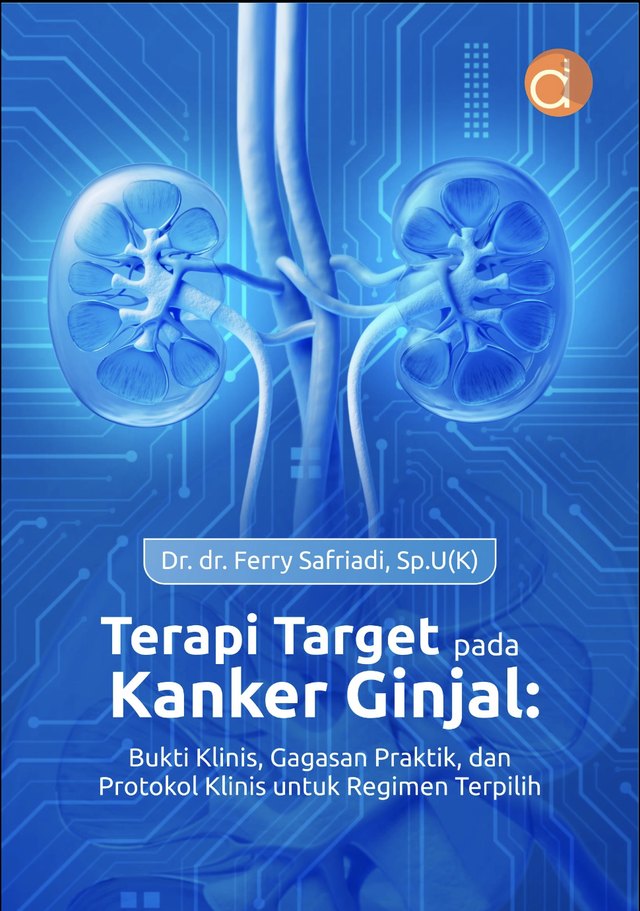 Dr. dr. Ferry Safriadi, Sp.U(K)
Terapi Target pada
Kanker Ginjal:
Bukti Klinis, Gagasan Praktik, dan
Protokol Klinis untuk Regimen Terpilih